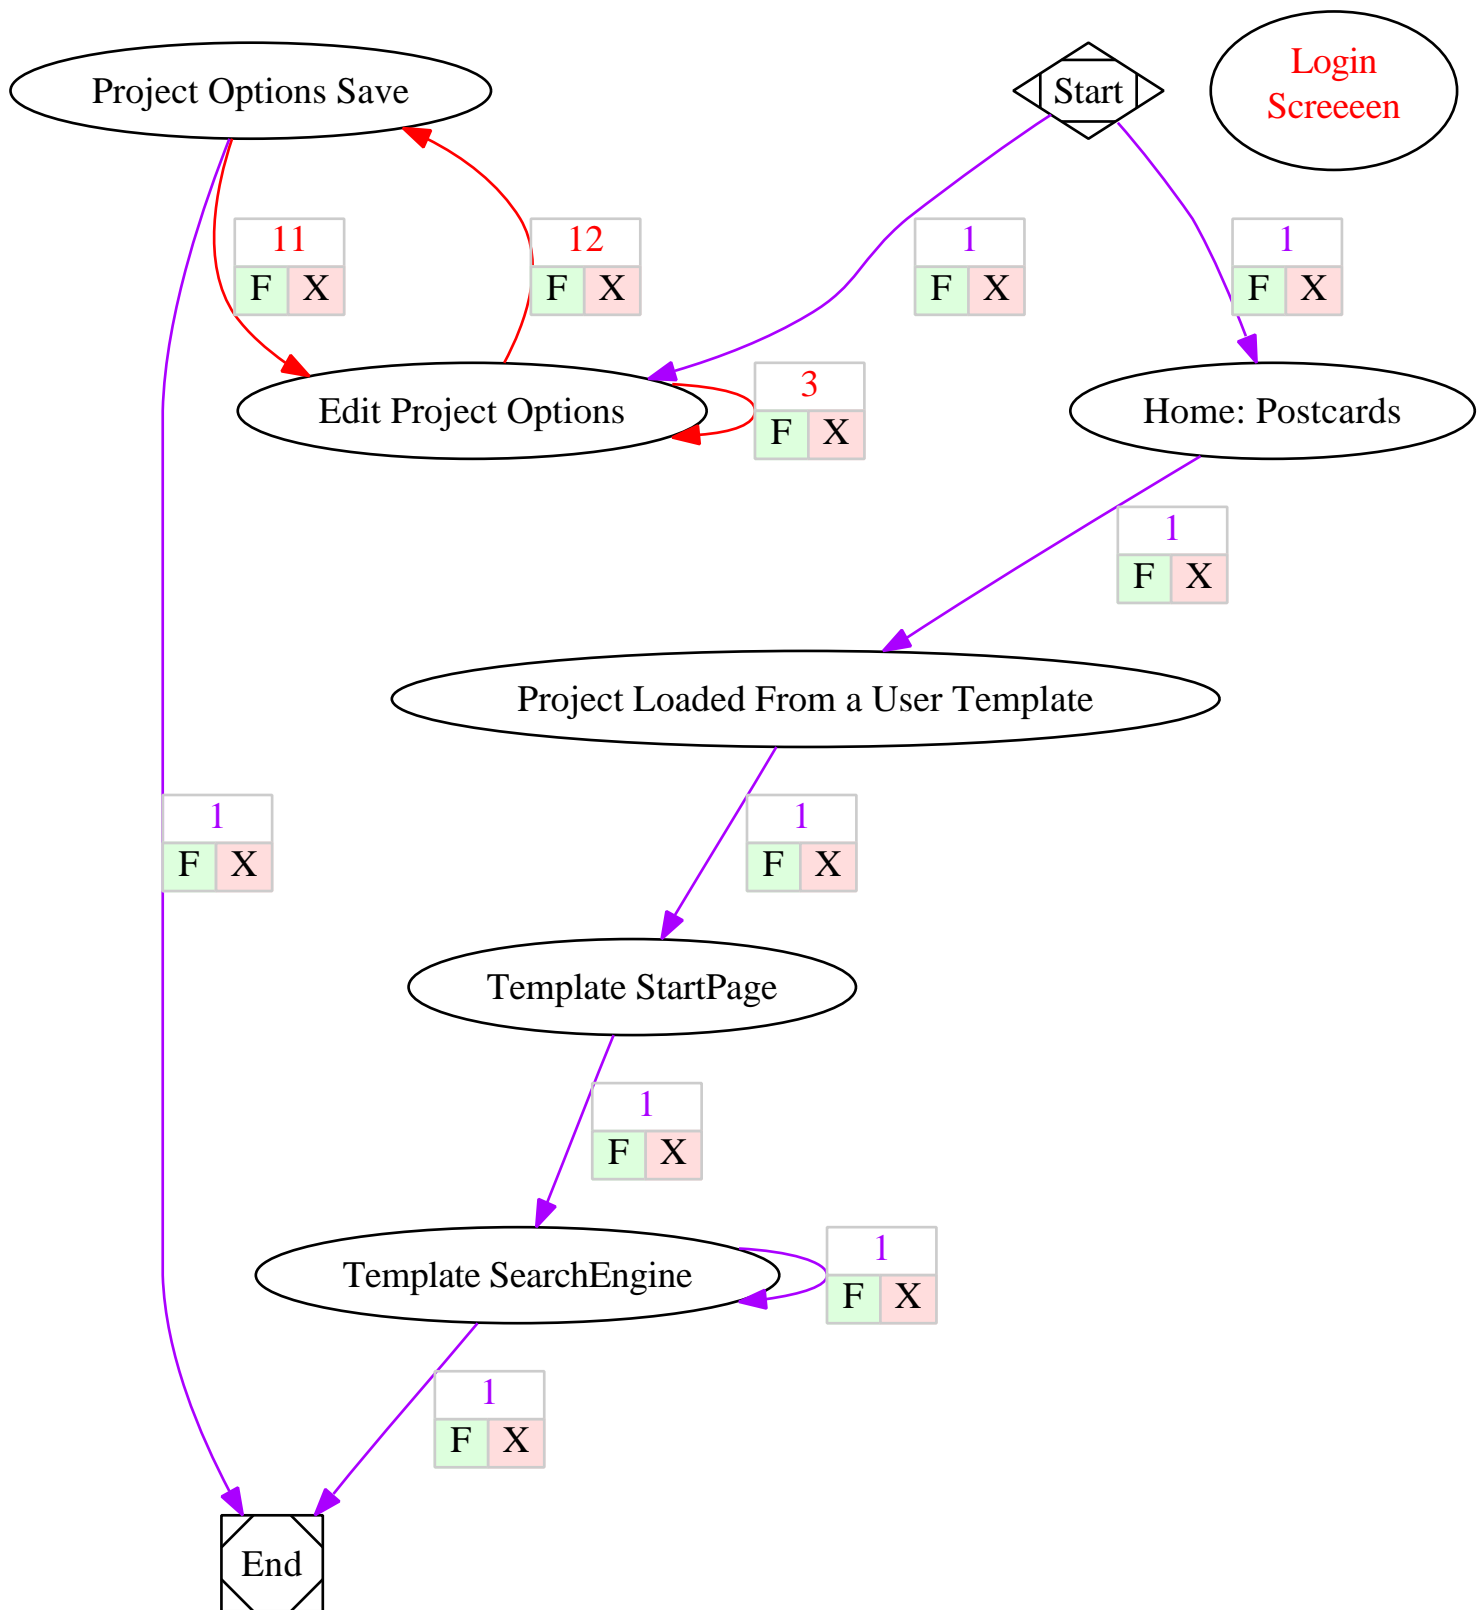 Project Options Save
Start
Login
Screeeen
11
F X
12
F X
1
F X
1
F X
Edit Project Options
3
F X
Home: Postcards
1
F X
Project Loaded From a User Template
1
F X
1
F X
Template StartPage
1
F X
Template SearchEngine
1
F X
1
F X
End